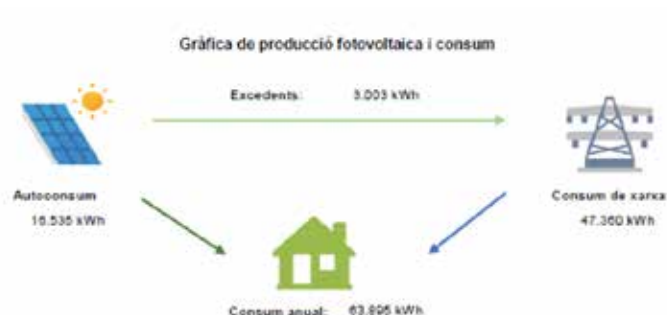 Gràfica de producció fotovoltaica i consum
Excedents: 3.003 kWh
Autoconsum
16.535 kWh
Consum de xarxa
47.360 kWh
Consum anual: 63.895 kWh